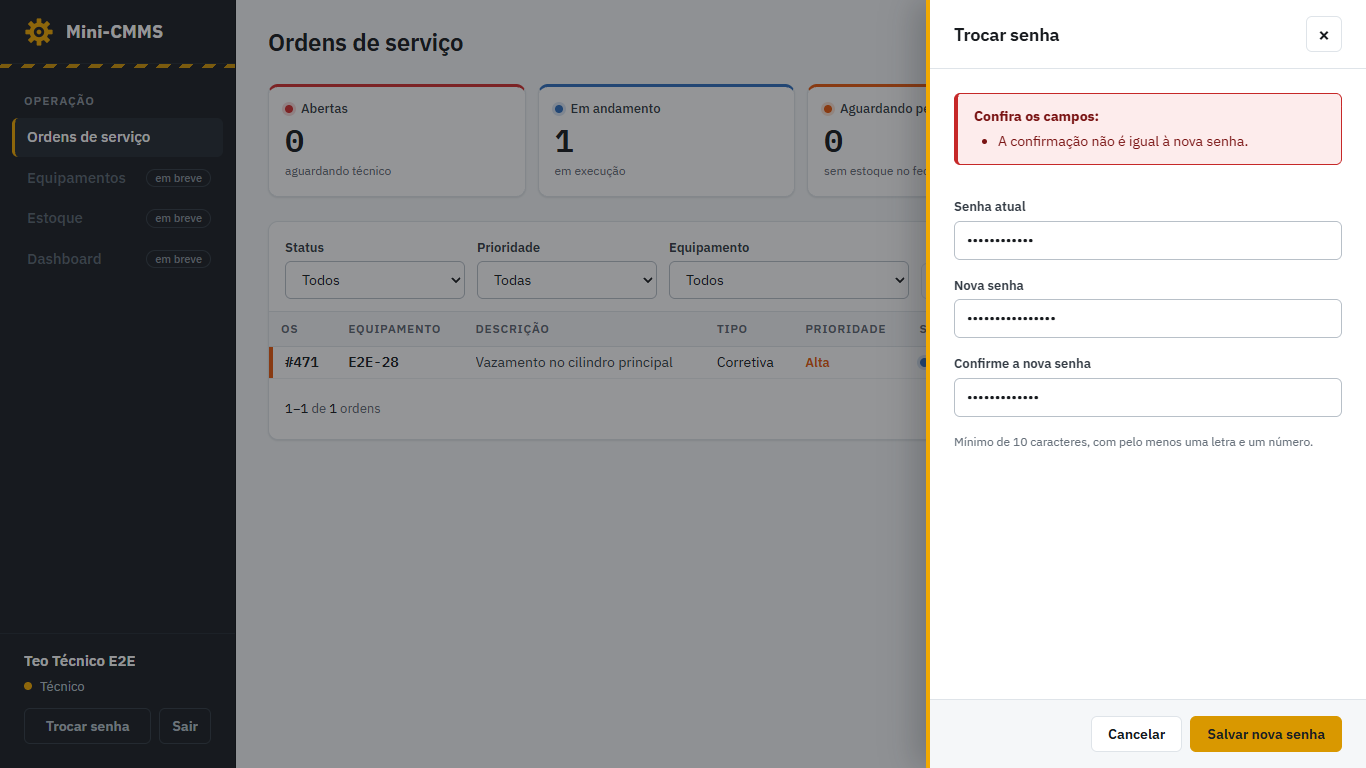 Mini-CMMS
OPERAÇÃO
Ordens de serviço
Equipamentos em breve
Estoque em breve
Dashboard em breve
Teo Técnico E2E
Técnico
Trocar senha Sair
Ordens de serviço
Abertas
0
aguardando técnico
Em andamento
1
em execução
Aguardando
0
sem estoque no
Status Prioridade Equipamento
Todos Todas Todos
OS EQUIPAMENTO DESCRIÇÃO TIPO PRIORIDADE
#471 E2E-28 Vazamento no cilindro principal Corretiva Alta
1–1 de 1 ordens
Trocar senha
×
Confira os campos:
• A confirmação não é igual à nova senha.
Senha atual
••••••••••••
Nova senha
••••••••••••••••
Confirme a nova senha
•••••••••••••
Mínimo de 10 caracteres, com pelo menos uma letra e um número.
Cancelar Salvar nova senha